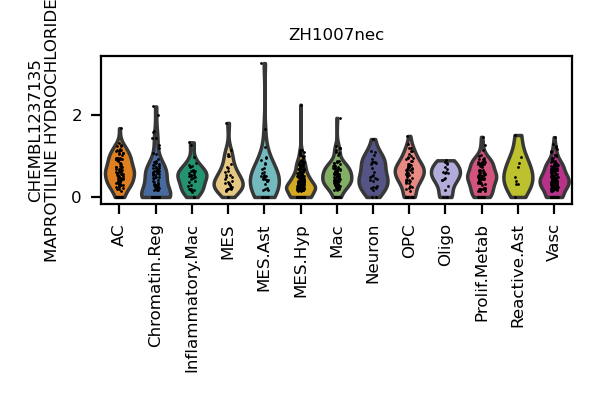 ZH1007nec
CHEMBL1237135
MAPROTILINE HYDROCHLORIDE
2
0
AC
Chromatin.Reg
Inflammatory.Mac
MES
MES.Ast
MES.Hyp
Mac
Neuron
OPC
Oligo
Prolif.Metab
Reactive.Ast
Vasc